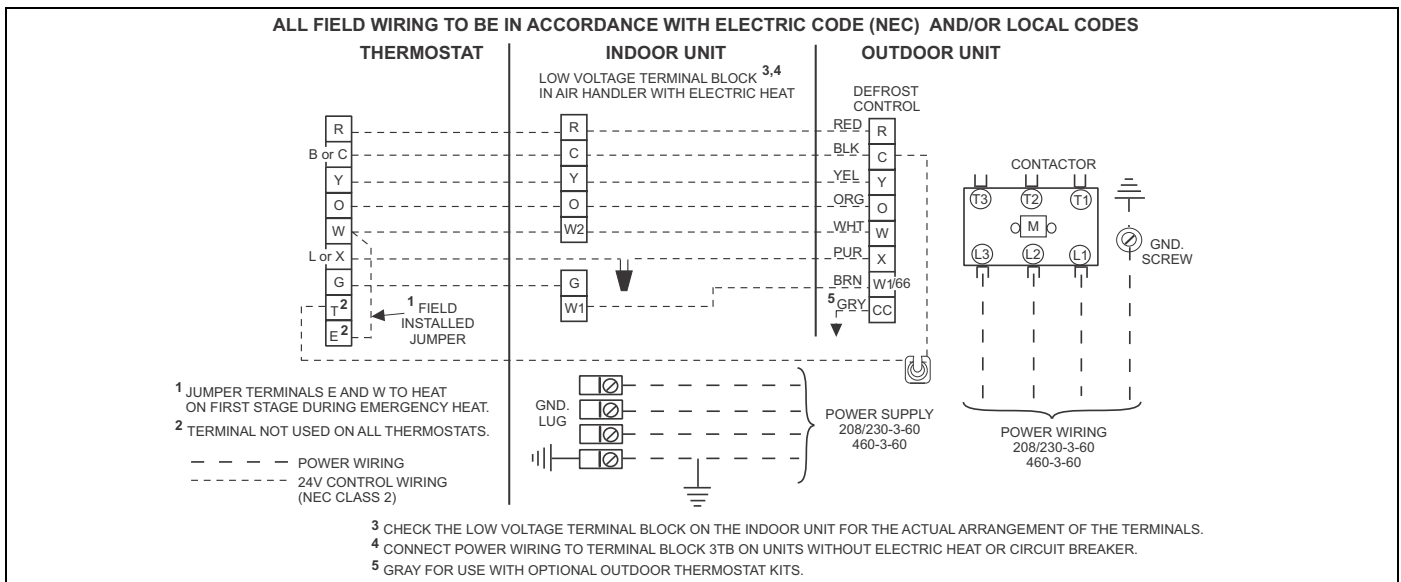 ALL FIELD WIRING TO BE IN ACCORDANCE WITH ELECTRIC CODE (NEC) AND/OR LOCAL CODES
THERMOSTAT
INDOOR UNIT
OUTDOOR UNIT
LOW VOLTAGE TERMINAL BLOCK 3,4
IN AIR HANDLER WITH ELECTRIC HEAT
DEFROST
CONTROL
R
B or C
Y
O
W
L or X
G
T2
E2
1 FIELD
INSTALLED
JUMPER
R
C
Y
O
W2
G
W1
RED
BLK
YEL
ORG
WHT
PUR
BRN
5 GRY
R
C
Y
O
W
X
W1/66
CC
CONTACTOR
T3
T2
T1
M
L3
L2
L1
GND.
SCREW
1 JUMPER TERMINALS E AND W TO HEAT
ON FIRST STAGE DURING EMERGENCY HEAT.
2 TERMINAL NOT USED ON ALL THERMOSTATS.
POWER WIRING
24V CONTROL WIRING
(NEC CLASS 2)
GND.
LUG
POWER SUPPLY
208/230-3-60
460-3-60
POWER WIRING
208/230-3-60
460-3-60
3 CHECK THE LOW VOLTAGE TERMINAL BLOCK ON THE INDOOR UNIT FOR THE ACTUAL ARRANGEMENT OF THE TERMINALS.
4 CONNECT POWER WIRING TO TERMINAL BLOCK 3TB ON UNITS WITHOUT ELECTRIC HEAT OR CIRCUIT BREAKER.
5 GRAY FOR USE WITH OPTIONAL OUTDOOR THERMOSTAT KITS.